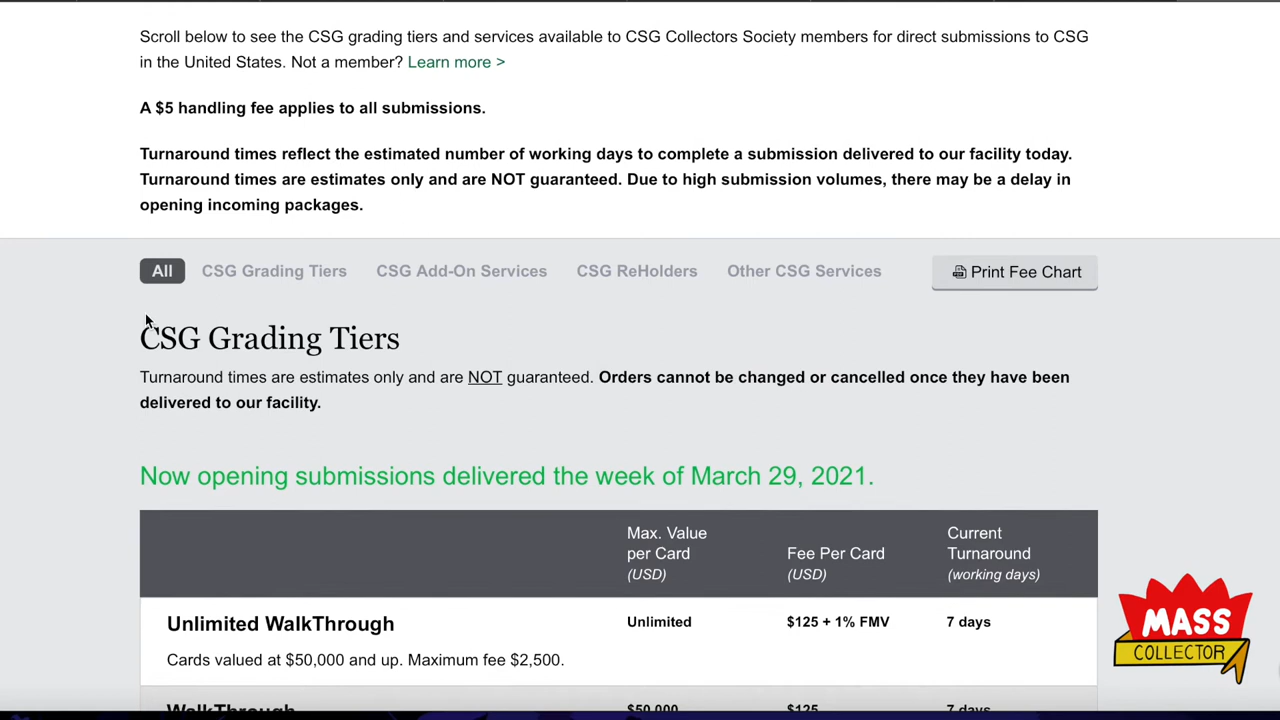 Scroll below to see the CSG grading tiers and services available to CSG Collectors Society members for direct submissions to CSG
in the United States. Not a member? Learn more >
A $5 handling fee applies to all submissions.
Turnaround times reflect the estimated number of working days to complete a submission delivered to our facility today.
Turnaround times are estimates only and are NOT guaranteed. Due to high submission volumes, there may be a delay in
opening incoming packages.
All CSG Grading Tiers CSG Add-On Services CSG ReHolders Other CSG Services Print Fee Chart
CSG Grading Tiers
Turnaround times are estimates only and are NOT guaranteed. Orders cannot be changed or cancelled once they have been
delivered to our facility.
Now opening submissions delivered the week of March 29, 2021.
Max. Value
per Card
(USD)
Fee Per Card
(USD)
Current
Turnaround
(working days)
Unlimited WalkThrough Unlimited $125 + 1% FMV 7 days
Cards valued at $50,000 and up. Maximum fee $2,500.
WalkThrough $50,000 $125 7 days
MASS
COLLECTOR